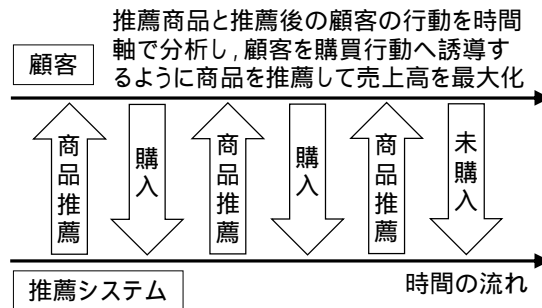 推薦商品と推薦後の顧客の行動を時間
軸で分析し,顧客を購買行動へ誘導す
るように商品を推薦して売上高を最大化
顧客
商品推薦
購入
商品推薦
購入
商品推薦
未購入
推薦システム
時間の流れ